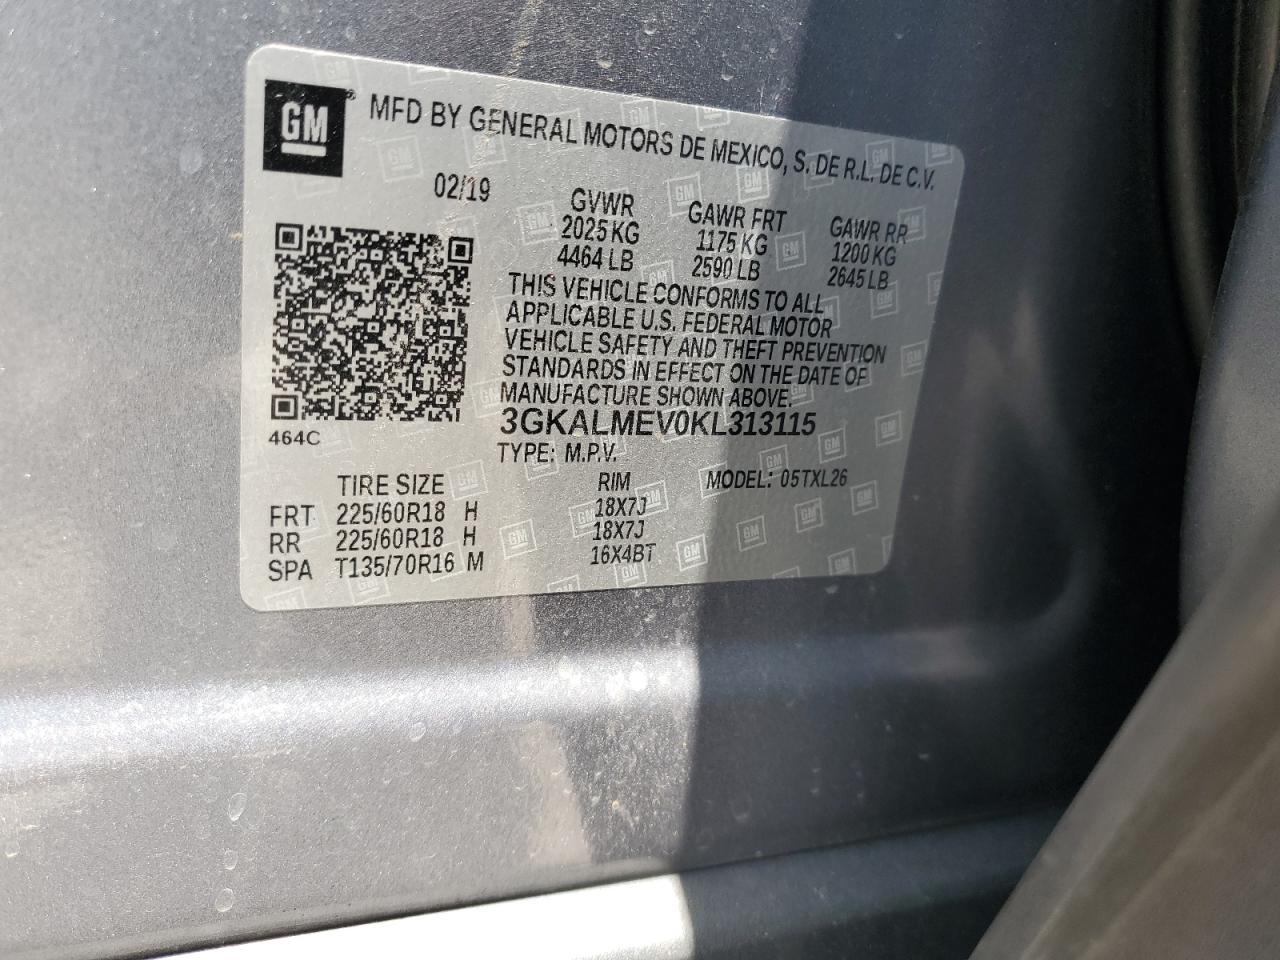 GM ® MFD BY GENERAL MOTORS DE MEXICO, S. DE R.L. DE C.V.
02/19 GVWR GAWR FRT GAWR RR
2025 KG 1175 KG 1200 KG
4464 LB 2590 LB 2645 LB
THIS VEHICLE CONFORMS TO ALL
APPLICABLE U.S. FEDERAL MOTOR
VEHICLE SAFETY AND THEFT PREVENTION
STANDARDS IN EFFECT ON THE DATE OF
MANUFACTURE SHOWN ABOVE.
3GKALMEV0KL313115
464C
TYPE: M.P.V.
TIRE SIZE RIM MODEL: 05TXL26
FRT 225/60R18 H 18X7J
RR 225/60R18 H 18X7J
SPA T135/70R16 M 16X4BT